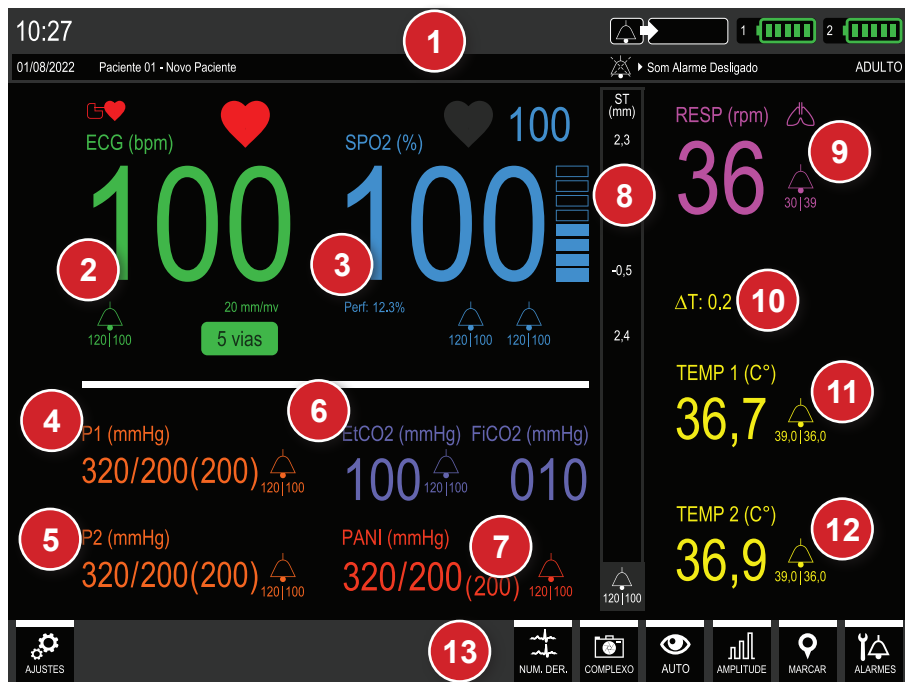 10:27
1
1
2
01/08/2022
Paciente 01 - Novo Paciente
Som Alarme Desligado
ADULTO
ECG (bpm)
100
2
120|100
20 mm/mv
5 vias
SPO2 (%)
100
100
3
Perf: 12.3%
120|100
120|100
ST
(mm)
2,3
8
-0,5
2,4
120|100
RESP (rpm)
36
9
30|39
ΔT: 0,2
10
TEMP 1 (C°)
36,7
11
39,0|36,0
TEMP 2 (C°)
36,9
12
39,0|36,0
4
P1 (mmHg)
320/200(200)
120|100
5
P2 (mmHg)
320/200(200)
120|100
6
EtCO2 (mmHg)
100
120|100
FiCO2 (mmHg)
010
7
PANI (mmHg)
320/200(200)
120|100
AJUSTES
13
NUM. DER.
COMPLEXO
AUTO
AMPLITUDE
MARCAR
ALARMES